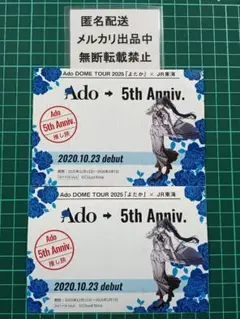 匿名配送
メルカリ出品中
無断転載禁止
Ado DOME TOUR 2025「よだか」 × JR東海
Ado → 5th Anniv.
Ado
5th Anniv.
推し旅
2020.10.23 debut
Ado DOME TOUR 2025「よだか」 × JR東海
Ado → 5th Anniv.
Ado
5th Anniv.
推し旅
2020.10.23 debut